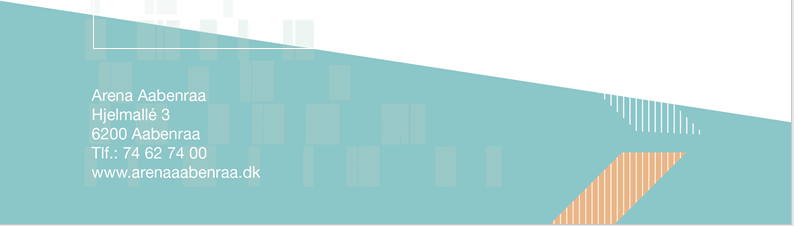 Arena Aabenraa
Hjelmallé 3
6200 Aabenraa
Tlf.: 74 62 74 00
www.arenaaabenraa.dk